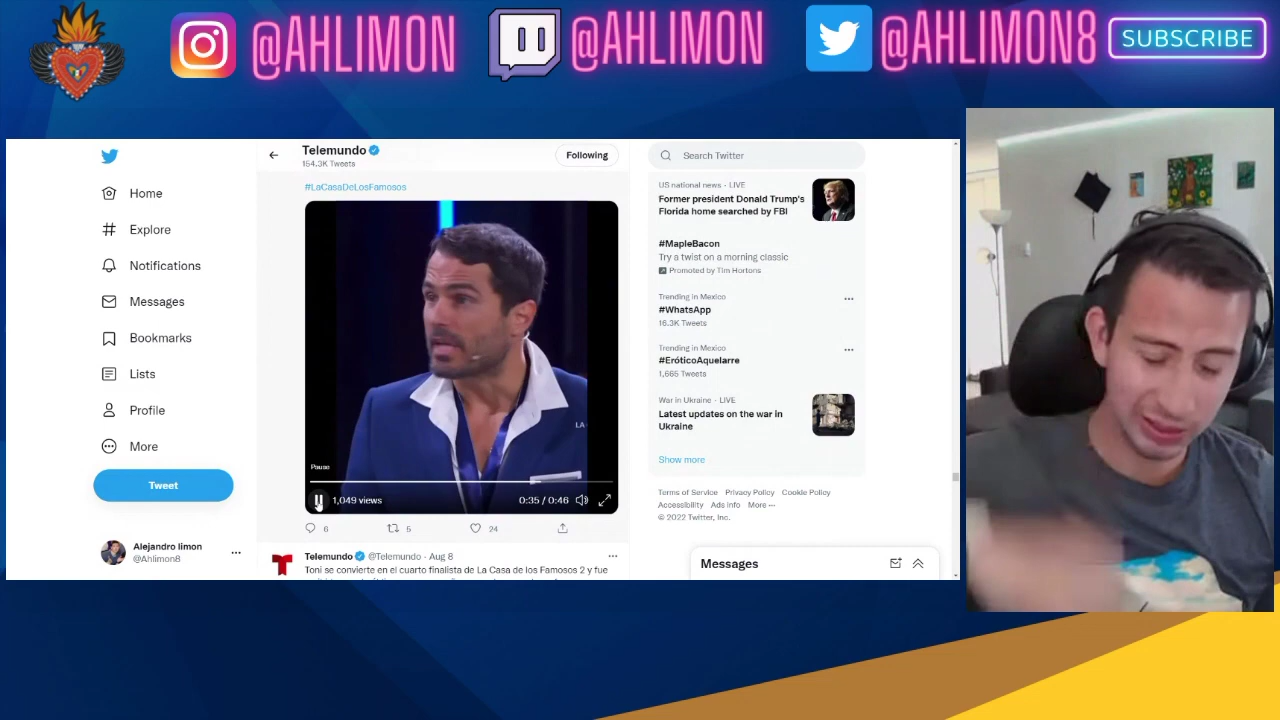 @AHLIMON
@AHLIMON
@AHLIMON8
SUBSCRIBE
Home
Explore
Notifications
Messages
Bookmarks
Lists
Profile
More
Tweet
Alejandro limon
@Ahlimon8
Telemundo
154.3K Tweets
Following
#LaCasaDeLosFamosos
LA
Pause
1,049 views
0:35 / 0:46
6
5
24
Telemundo @Telemundo · Aug 8
Toni se convierte en el cuarto finalista de La Casa de los Famosos 2 y fue
Search Twitter
US national news · LIVE
Former president Donald Trump's
Florida home searched by FBI
#MapleBacon
Try a twist on a morning classic
Promoted by Tim Hortons
Trending in Mexico
#WhatsApp
16.3K Tweets
Trending in Mexico
#EróticoAquelarre
1,665 Tweets
War in Ukraine · LIVE
Latest updates on the war in
Ukraine
Show more
Terms of Service Privacy Policy Cookie Policy
Accessibility Ads info More ···
© 2022 Twitter, Inc.
Messages